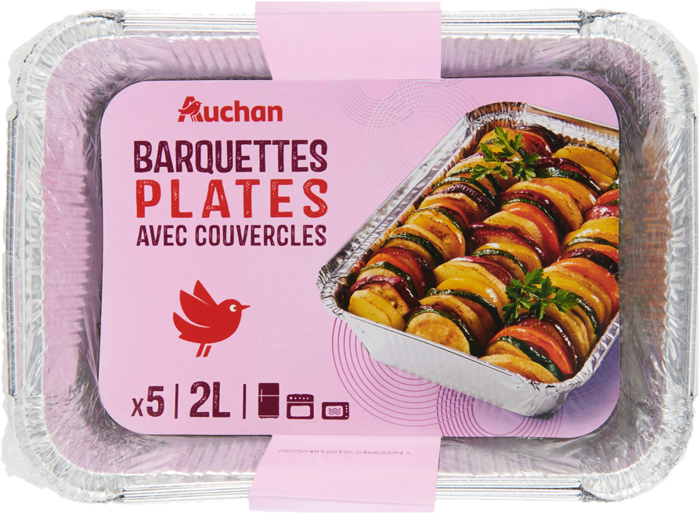 Auchan
BARQUETTES
PLATES
AVEC COUVERCLES
x5 | 2L |